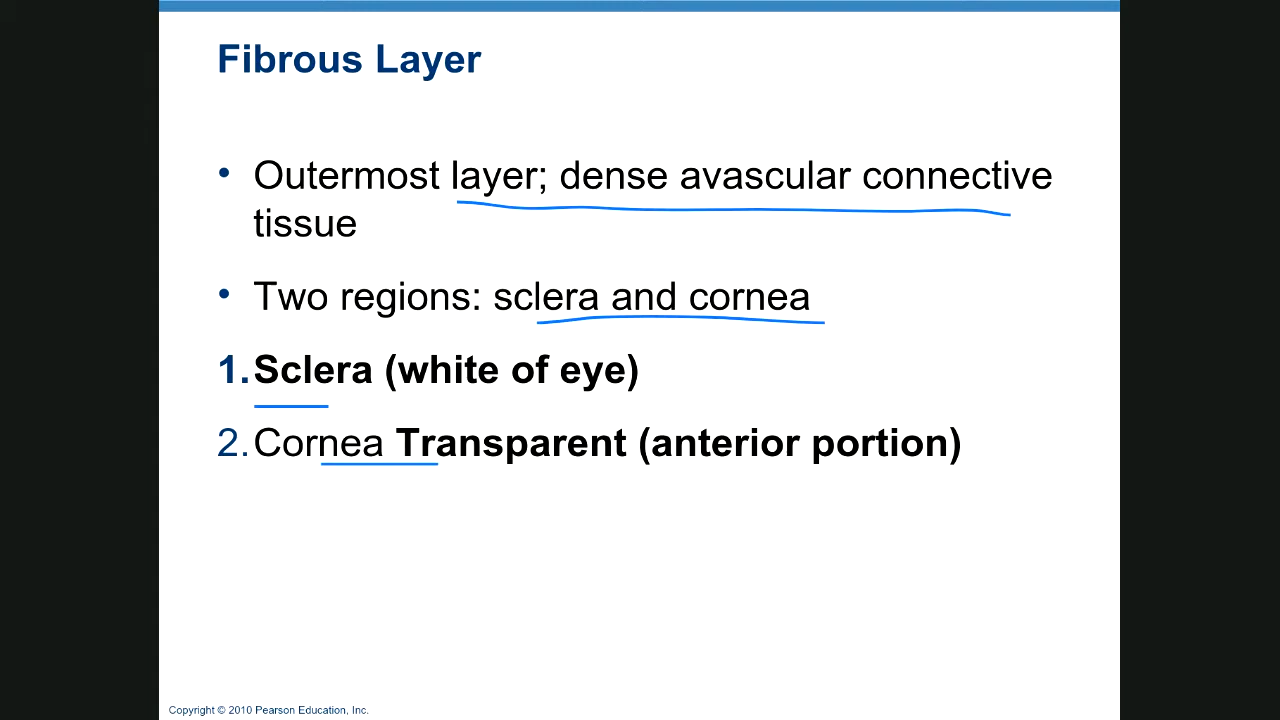 Fibrous Layer
• Outermost layer; dense avascular connective
tissue
• Two regions: sclera and cornea
1. Sclera (white of eye)
2. Cornea Transparent (anterior portion)
Copyright © 2010 Pearson Education, Inc.